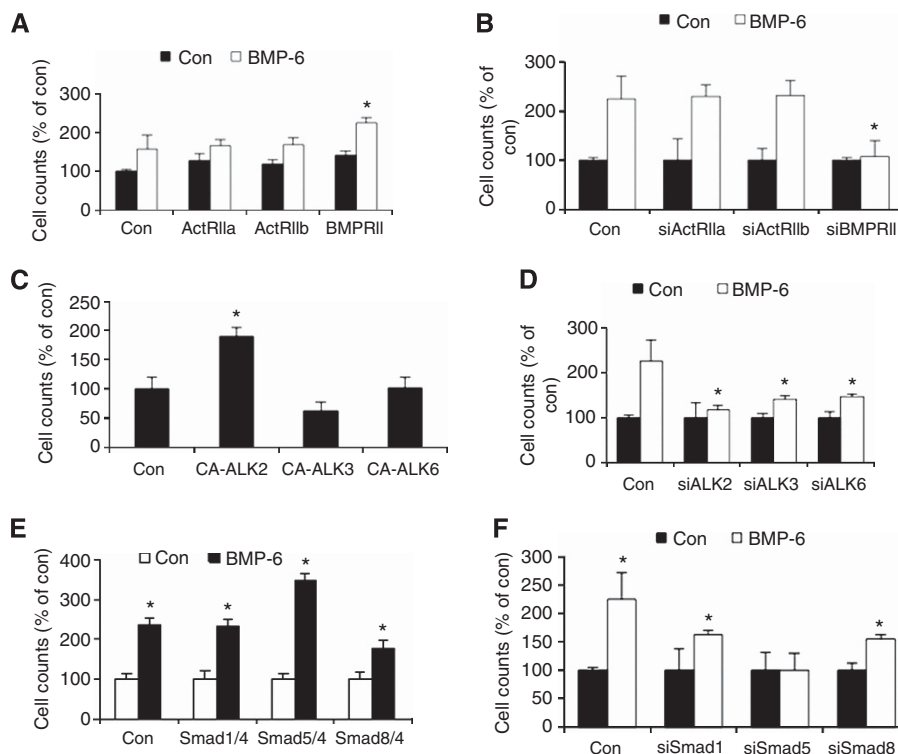 A
Con BMP-6
Cell counts (% of con)
300
200
100
0
Con ActRIIa ActRIIb BMPRII
*
B
Con BMP-6
Cell counts (% of
con)
300
200
100
0
Con siActRIIa siActRIIb siBMPRII
*
C
Cell counts (% of con)
250
200
150
100
50
0
Con CA-ALK2 CA-ALK3 CA-ALK6
*
D
Con BMP-6
Cell counts (% of
con)
300
200
100
0
Con siALK2 siALK3 siALK6
* * *
E
Con BMP-6
Cell counts (% of con)
400
300
200
100
0
Con Smad1/4 Smad5/4 Smad8/4
* * * *
F
Con BMP-6
Cell counts (% of con)
300
250
200
150
100
50
0
Con siSmad1 siSmad5 siSmad8
* * *